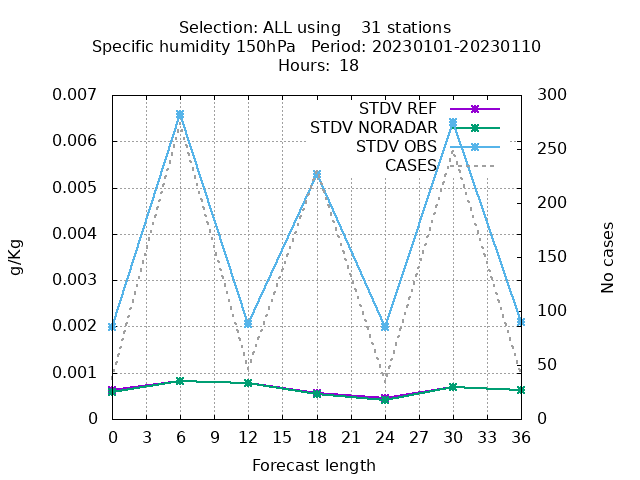 Selection: ALL using    31 stations
Specific humidity 150hPa   Period: 20230101-20230110
Hours: 18
0.007
0.006
0.005
0.004
0.003
0.002
0.001
0
g/Kg
STDV REF
STDV NORADAR
STDV OBS
CASES
300
250
200
150
100
50
0
No cases
0 3 6 9 12 15 18 21 24 27 30 33 36
Forecast length